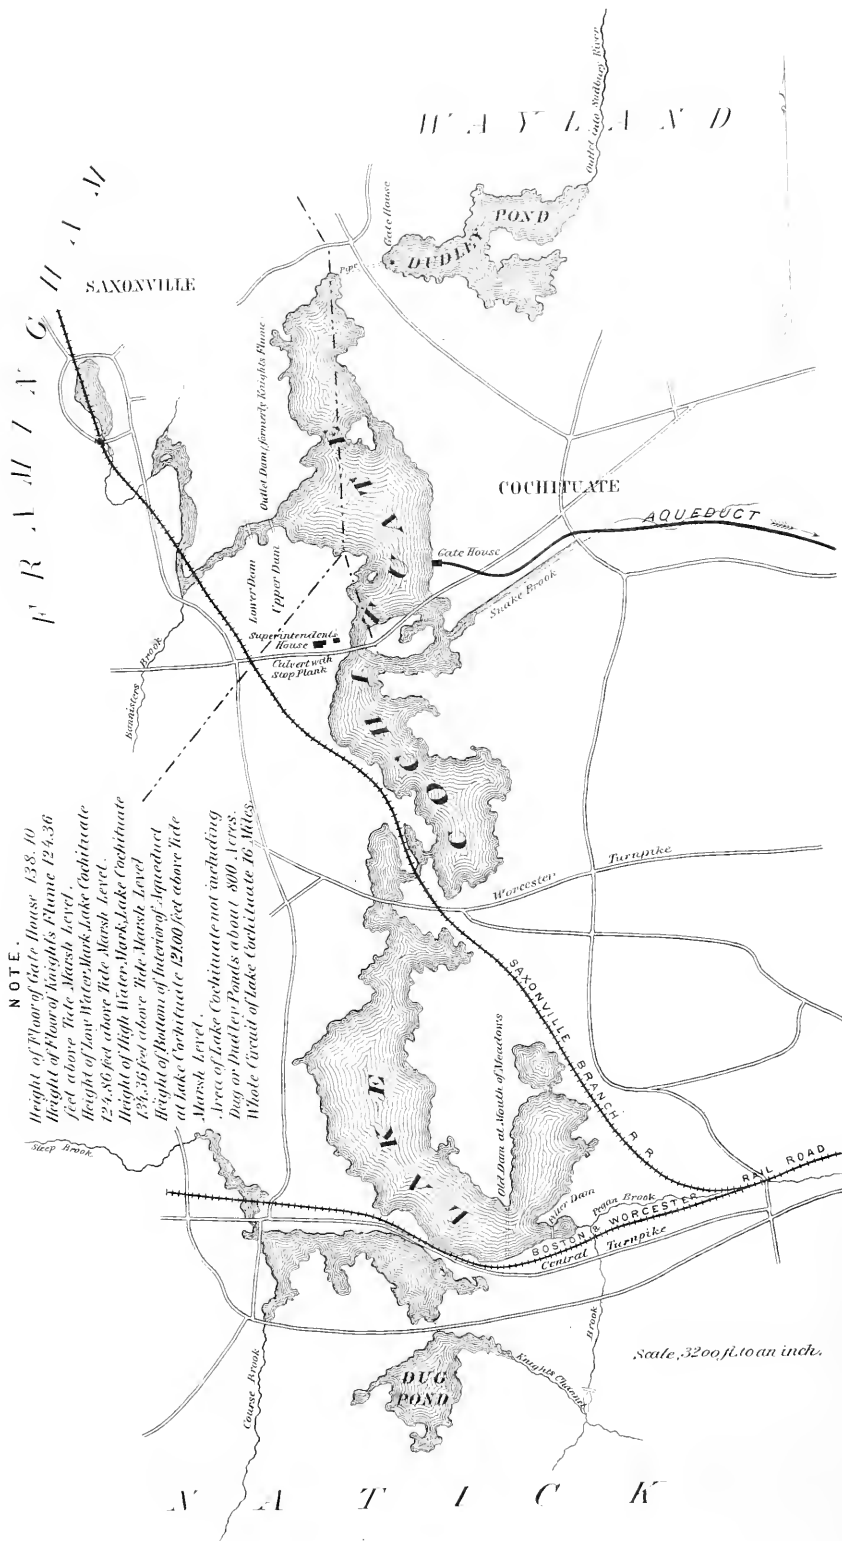 WAYLAND
Outlet into Sudbury River
FRAMINGHAM
SAXONVILLE
Gate House
DUDLEY POND
Pipe
Outlet Dam (formerly Knights Flume
COCHITUATE
AQUEDUCT
Gate House
Lower Dam
Upper Dam
Snake Brook
Superintendents
House
Culvert with
Stop Plank
Bannisters Brook
LAKE COCHITUATE
NOTE.
Height of Floor of Gate House 138.10
Height of Floor of Knights Flume 124.36
feet above Tide Marsh Level.
Height of Low Water Mark, Lake Cochituate
124.86 feet above Tide Marsh Level.
Height of High Water Mark, Lake Cochituate
134.36 feet above Tide Marsh Level
Height of Bottom of Interior of Aqueduct
at Lake Cochituate 121.00 feet above Tide
Marsh Level.
Area of Lake Cochituate not including
Dug or Dudley Ponds about 800 Acres.
Whole Circuit of Lake Cochituate 16 Miles.
Worcester Turnpike
SAXONVILLE BRANCH R R
Old Dam at Mouth of Meadows
Steep Brook
Filter Dam
Pegan Brook
BOSTON & WORCESTER RAIL ROAD
Central Turnpike
Brook
Scale, 3200 ft. to an inch.
Course Brook
DUG
POND
Knights Channel
NATICK